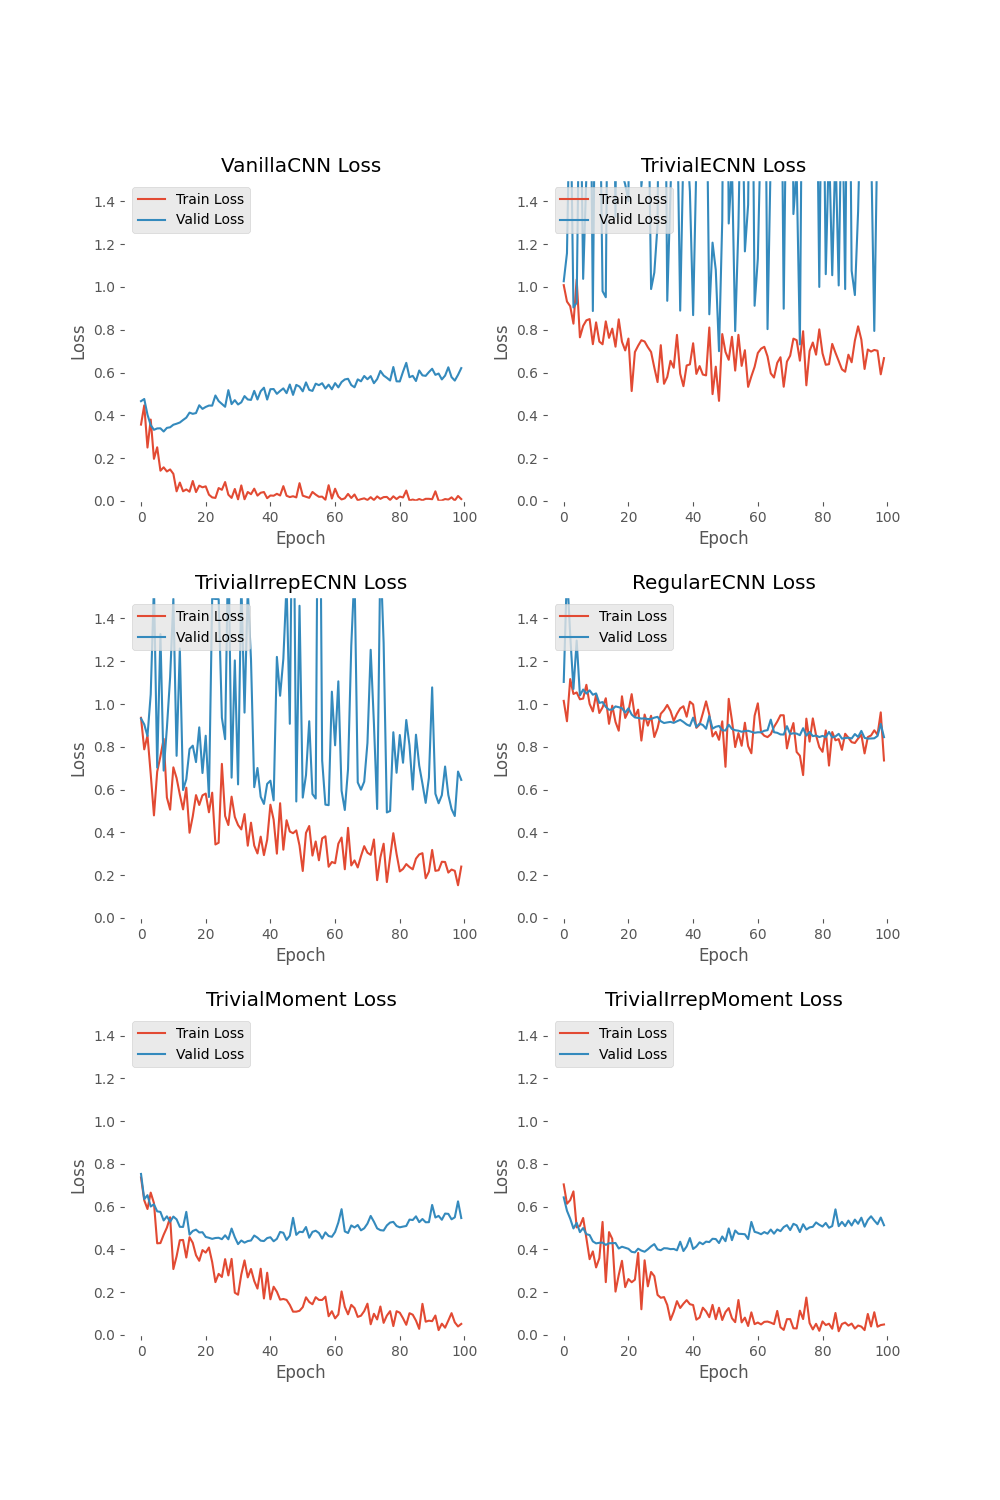 VanillaCNN Loss
Train Loss
Valid Loss
Loss
1.4
1.2
1.0
0.8
0.6
0.4
0.2
0.0
0 20 40 60 80 100
Epoch
TrivialECNN Loss
Train Loss
Valid Loss
Loss
1.4
1.2
1.0
0.8
0.6
0.4
0.2
0.0
0 20 40 60 80 100
Epoch
TrivialIrrepECNN Loss
Train Loss
Valid Loss
Loss
1.4
1.2
1.0
0.8
0.6
0.4
0.2
0.0
0 20 40 60 80 100
Epoch
RegularECNN Loss
Train Loss
Valid Loss
Loss
1.4
1.2
1.0
0.8
0.6
0.4
0.2
0.0
0 20 40 60 80 100
Epoch
TrivialMoment Loss
Train Loss
Valid Loss
Loss
1.4
1.2
1.0
0.8
0.6
0.4
0.2
0.0
0 20 40 60 80 100
Epoch
TrivialIrrepMoment Loss
Train Loss
Valid Loss
Loss
1.4
1.2
1.0
0.8
0.6
0.4
0.2
0.0
0 20 40 60 80 100
Epoch